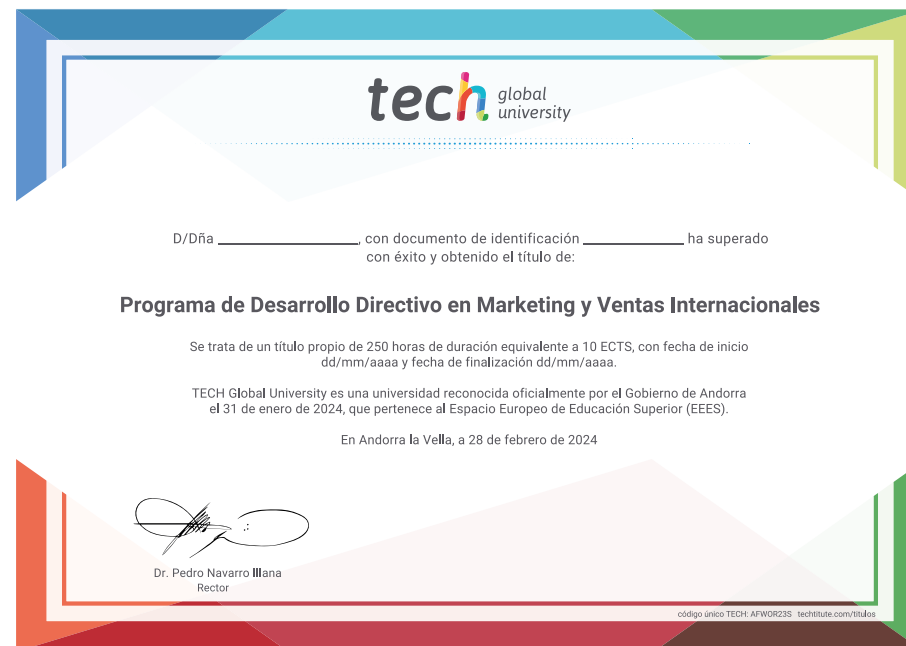 tech global university
D/Dña ____________, con documento de identificación ____________ ha superado
con éxito y obtenido el título de:
Programa de Desarrollo Directivo en Marketing y Ventas Internacionales
Se trata de un título propio de 250 horas de duración equivalente a 10 ECTS, con fecha de inicio
dd/mm/aaaa y fecha de finalización dd/mm/aaaa.
TECH Global University es una universidad reconocida oficialmente por el Gobierno de Andorra
el 31 de enero de 2024, que pertenece al Espacio Europeo de Educación Superior (EEES).
En Andorra la Vella, a 28 de febrero de 2024
Dr. Pedro Navarro Illana
Rector
código único TECH: AFWOR23S techtitute.com/titulos